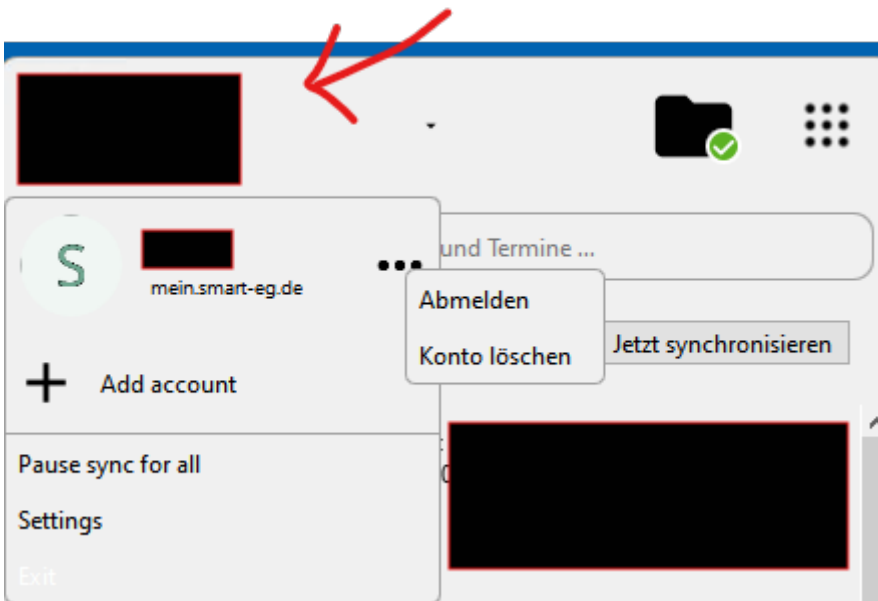 S
mein.smart-eg.de
und Termine ...
Abmelden
Konto löschen
Jetzt synchronisieren
Add account
Pause sync for all
Settings
Exit